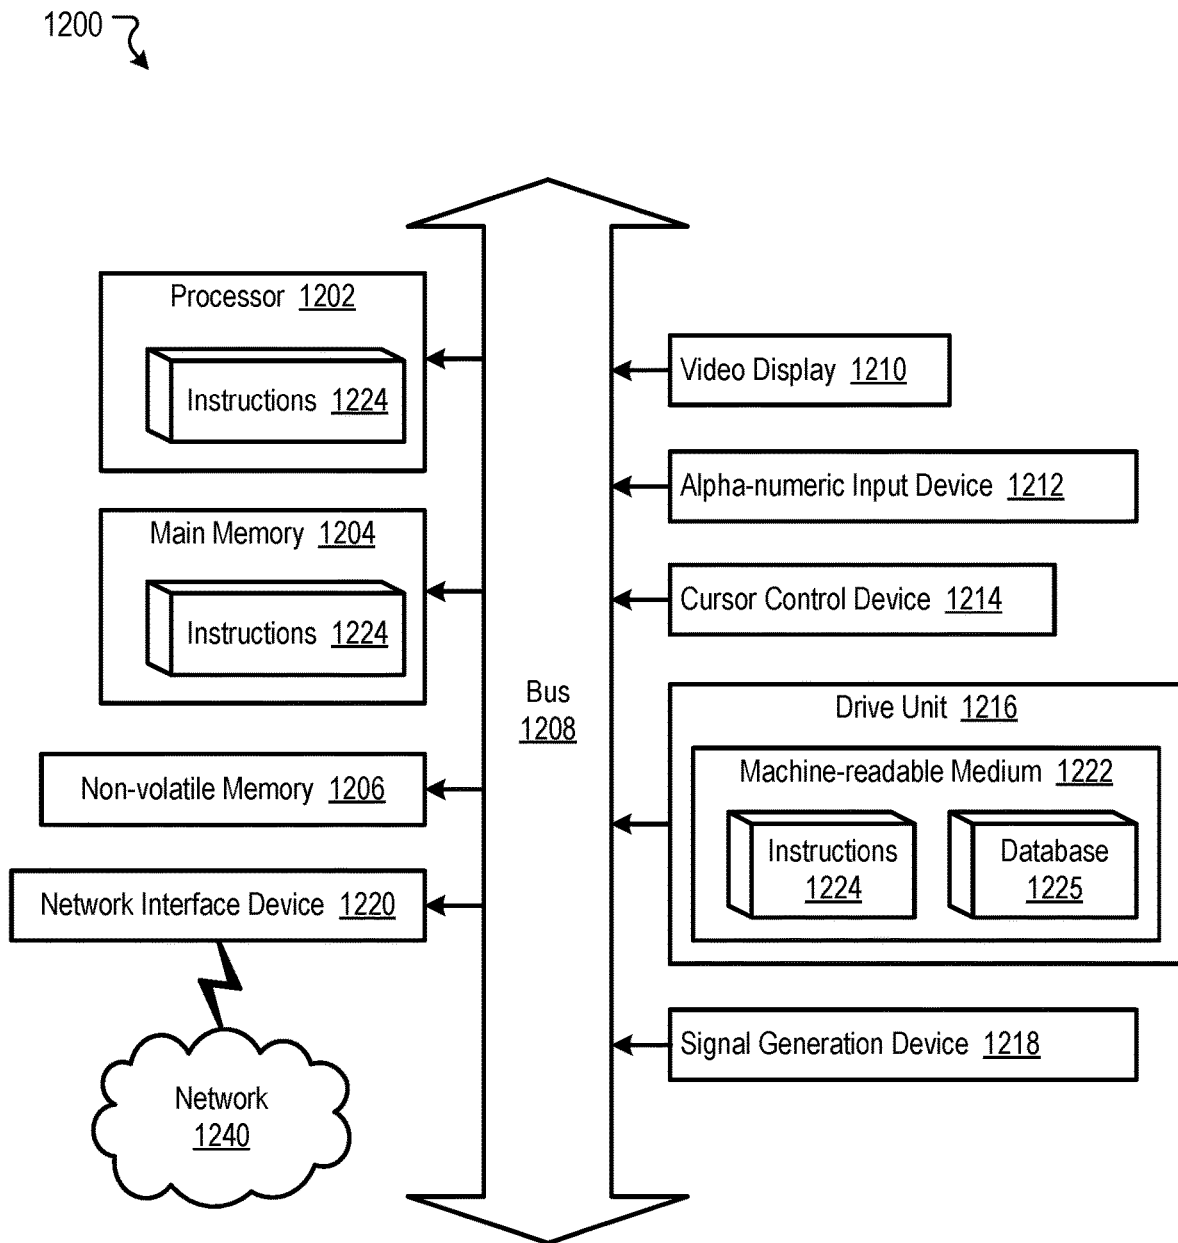 1200
Processor 1202
Instructions 1224
Main Memory 1204
Instructions 1224
Non-volatile Memory 1206
Network Interface Device 1220
Network
1240
Bus
1208
Video Display 1210
Alpha-numeric Input Device 1212
Cursor Control Device 1214
Drive Unit 1216
Machine-readable Medium 1222
Instructions
1224
Database
1225
Signal Generation Device 1218